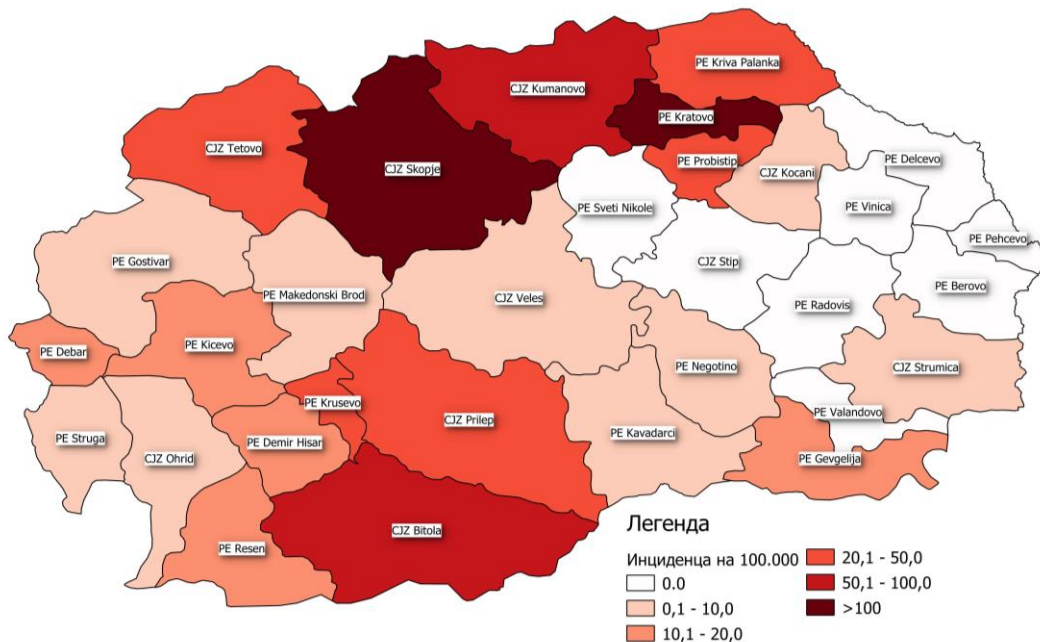 PE Kriva Palanka
CJZ Kumanovo
PE Kratovo
CJZ Tetovo
CJZ Skopje
PE Probistip
CJZ Kocani
PE Delcevo
PE Sveti Nikole
PE Vinica
PE Pehcevo
PE Gostivar
CJZ Stip
PE Berovo
PE Makedonski Brod
CJZ Veles
PE Radovis
PE Debar
PE Kicevo
PE Negotino
CJZ Strumica
PE Krusevo
PE Valandovo
CJZ Prilep
PE Struga
PE Demir Hisar
PE Kavadarci
CJZ Ohrid
PE Gevgelija
CJZ Bitola
PE Resen
Легенда
Инциденца на 100.000
0.0
0,1 - 10,0
10,1 - 20,0
20,1 - 50,0
50,1 - 100,0
>100